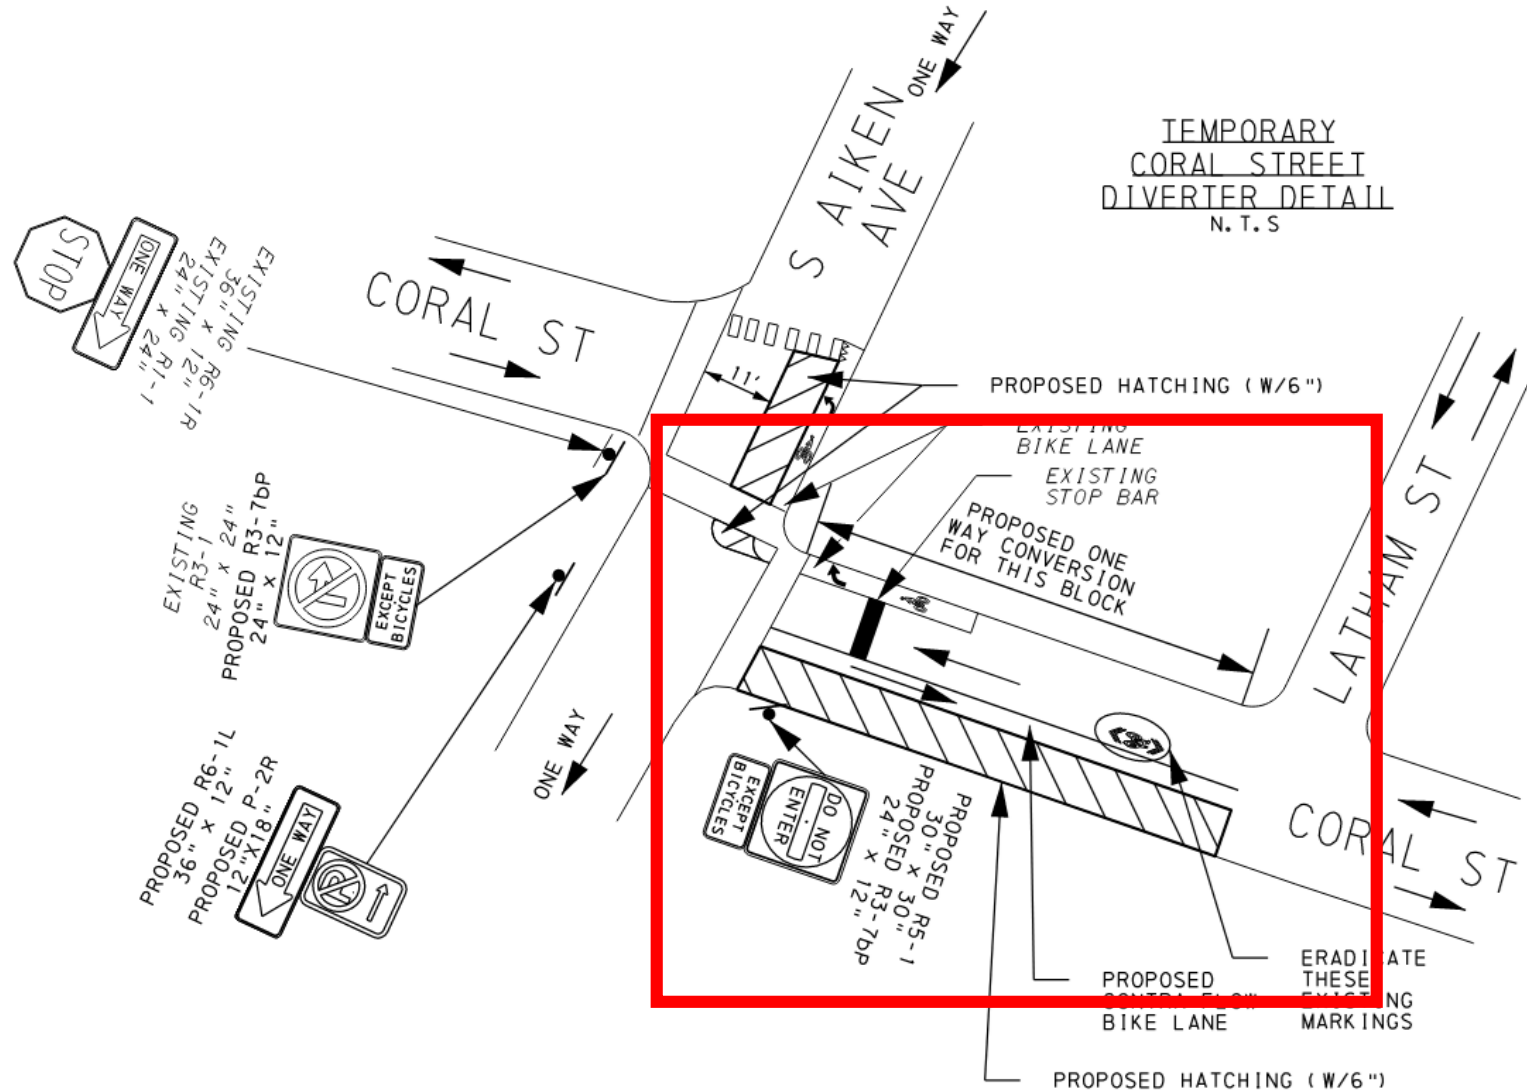 ONE WAY
TEMPORARY
CORAL STREET
DIVERTER DETAIL
N.T.S
S AIKEN
AVE
CORAL ST
STOP
ONE WAY
EXISTING R6-1R
36" x 12"
EXISTING R1-1
24" x 24"
11'
PROPOSED HATCHING (W/6")
EXISTING
BIKE LANE
EXISTING
STOP BAR
PROPOSED ONE
WAY CONVERSION
FOR THIS BLOCK
LATHAM ST
EXISTING
R3-1
24" x 24"
PROPOSED R3-7bP
24" x 12"
EXCEPT
BICYCLES
ONE WAY
PROPOSED R6-1L
36" x 12"
PROPOSED P-2R
12"X18"
ONE WAY
P
EXCEPT
BICYCLES
DO NOT
ENTER
PROPOSED R5-1
30" x 30"
PROPOSED R3-7bP
24" x 12"
CORAL ST
PROPOSED
CONTRA-FLOW
BIKE LANE
ERADICATE
THESE
EXISTING
MARKINGS
PROPOSED HATCHING (W/6")